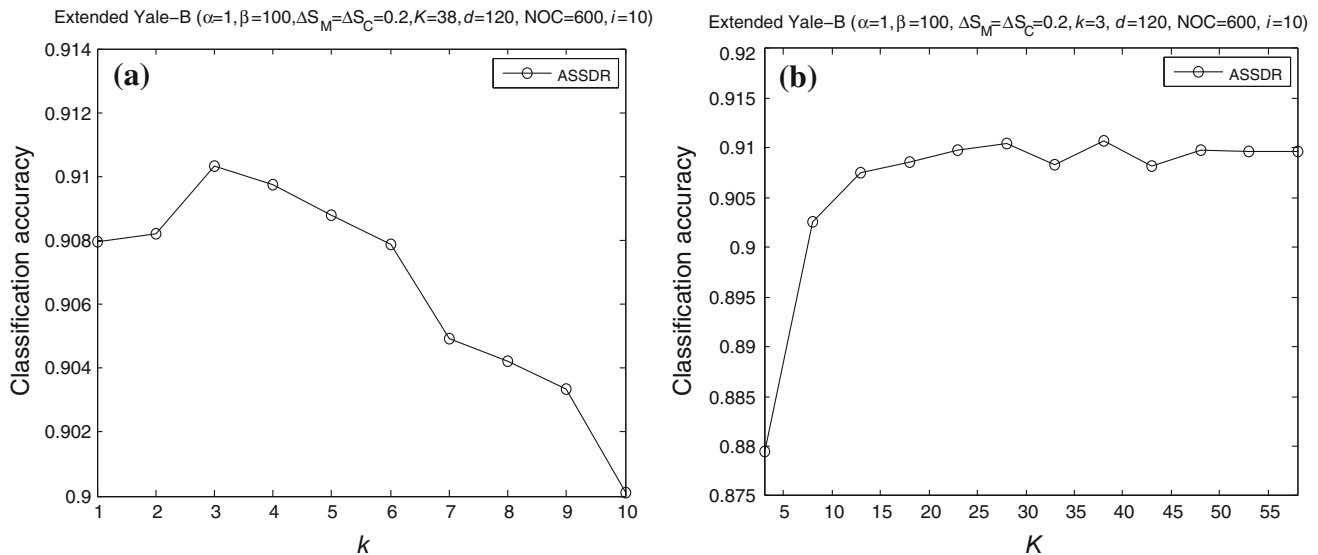 Extended Yale−B (α=1,β=100,ΔS_M=ΔS_C=0.2,K=38,d=120, NOC=600, i=10)
(a)
ASSDR
0.914
0.912
0.91
0.908
0.906
0.904
0.902
0.9
Classification accuracy
1 2 3 4 5 6 7 8 9 10
k
Extended Yale−B (α=1,β=100, ΔS_M=ΔS_C=0.2,k=3, d=120, NOC=600, i=10)
(b)
ASSDR
0.92
0.915
0.91
0.905
0.9
0.895
0.89
0.885
0.88
0.875
Classification accuracy
5 10 15 20 25 30 35 40 45 50 55
K